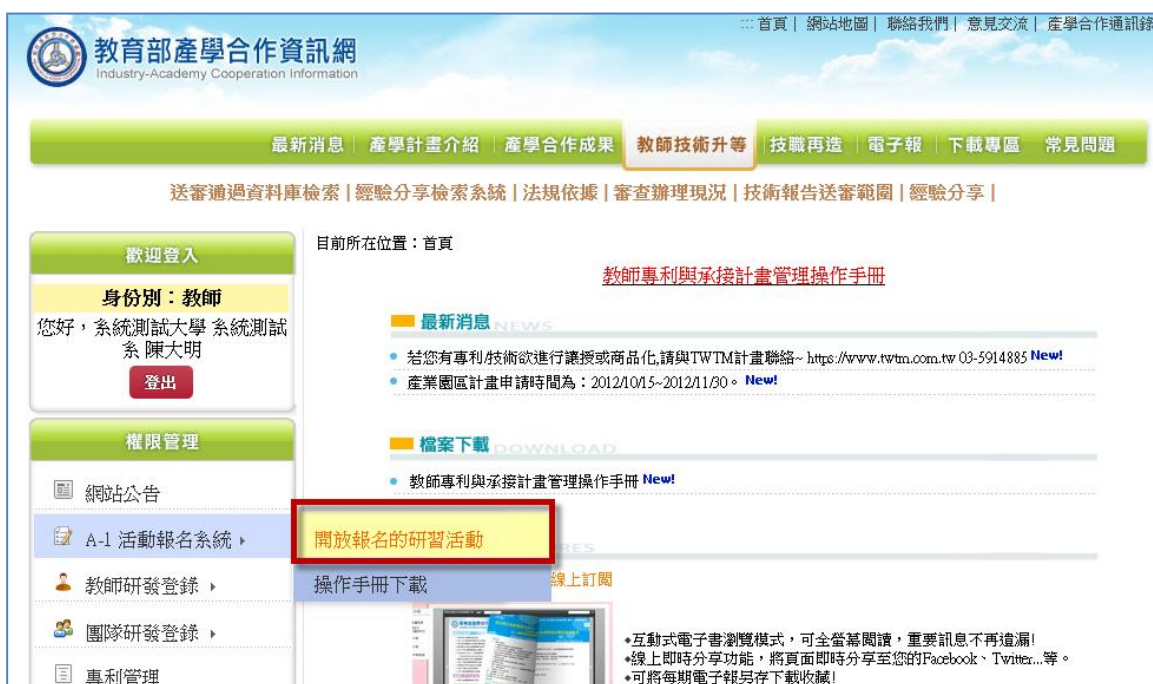 :::首頁| 網站地圖| 聯絡我們| 意見交流| 產學合作通訊錄
教育部產學合作資訊網
Industry-Academy Cooperation Information
最新消息 產學計畫介紹 產學合作成果 教師技術升等 技職再造 電子報 下載專區 常見問題
送審通過資料庫檢索|經驗分享檢索系統|法規依據|審查辦理現況|技術報告送審範圍|經驗分享|
歡迎登入
身份別：教師
您好，系統測試大學 系統測試
系 陳大明
登出
權限管理
網站公告
A-1 活動報名系統
教師研發登錄
團隊研發登錄
專利管理
目前所在位置：首頁
教師專利與承接計畫管理操作手冊
最新消息 NEWS
若您有專利/技術欲進行讓授或商品化,請與TWTM計畫聯絡~ https://www.twtm.com.tw 03-5914885 New!
產業園區計畫申請時間為：2012/10/15~2012/11/30。 New!
檔案下載 DOWNLOAD
教師專利與承接計畫管理操作手冊 New!
開放報名的研習活動
RES
操作手冊下載
線上訂閱
•互動式電子書瀏覽模式，可全螢幕閱讀，重要訊息不再遺漏!
•線上即時分享功能，將頁面即時分享至您的Facebook、Twitter...等。
•可將每期電子報另存下載收藏!